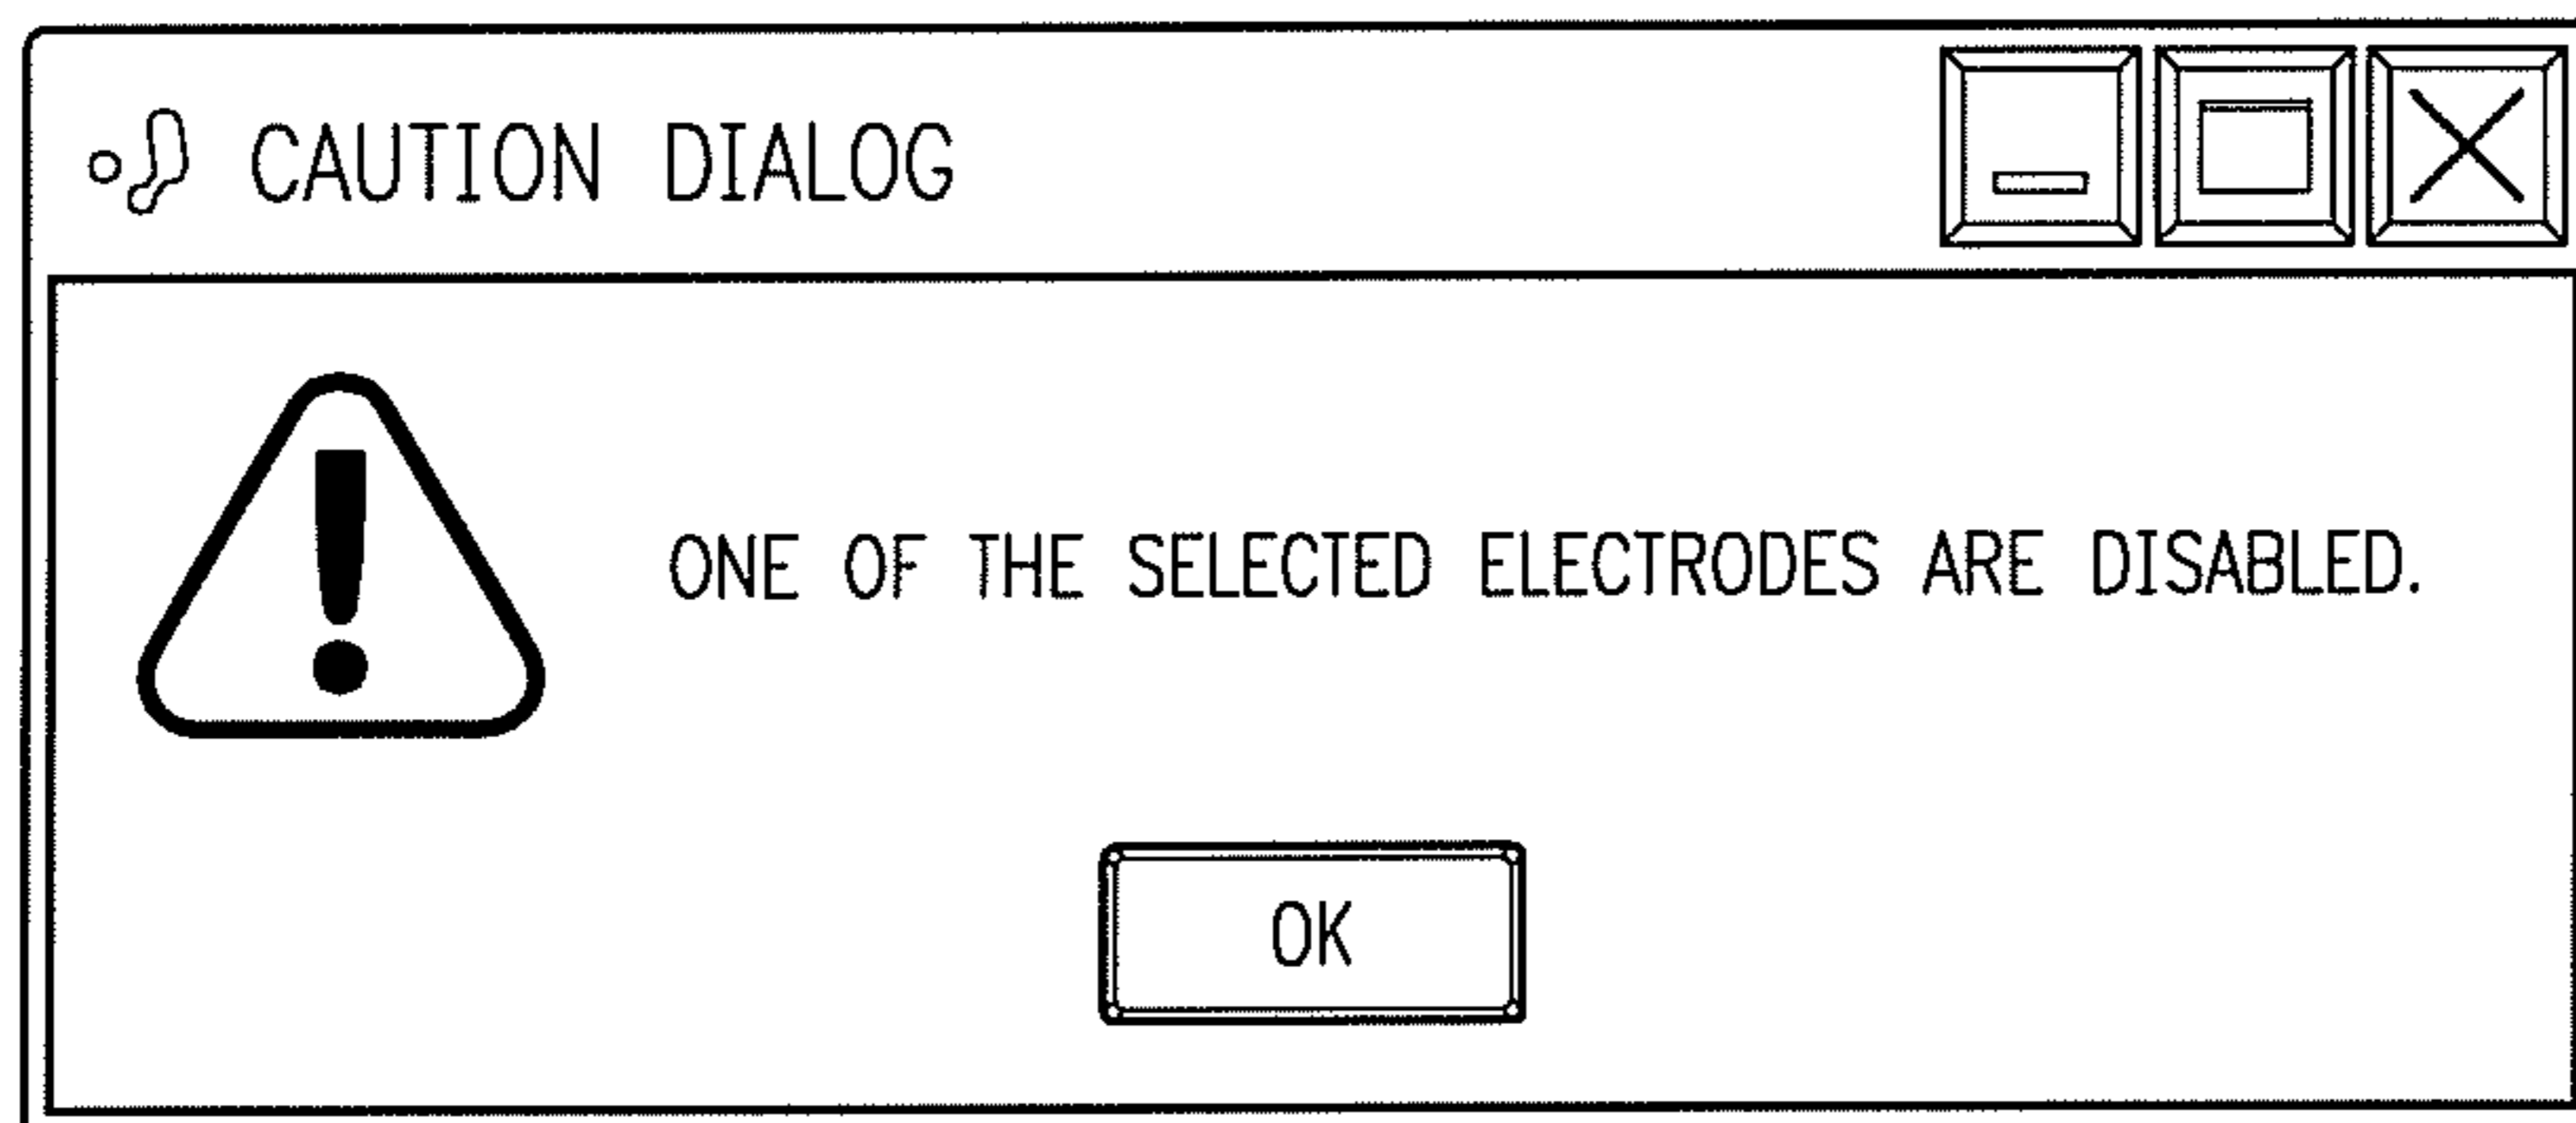 CAUTION DIALOG
ONE OF THE SELECTED ELECTRODES ARE DISABLED.
OK